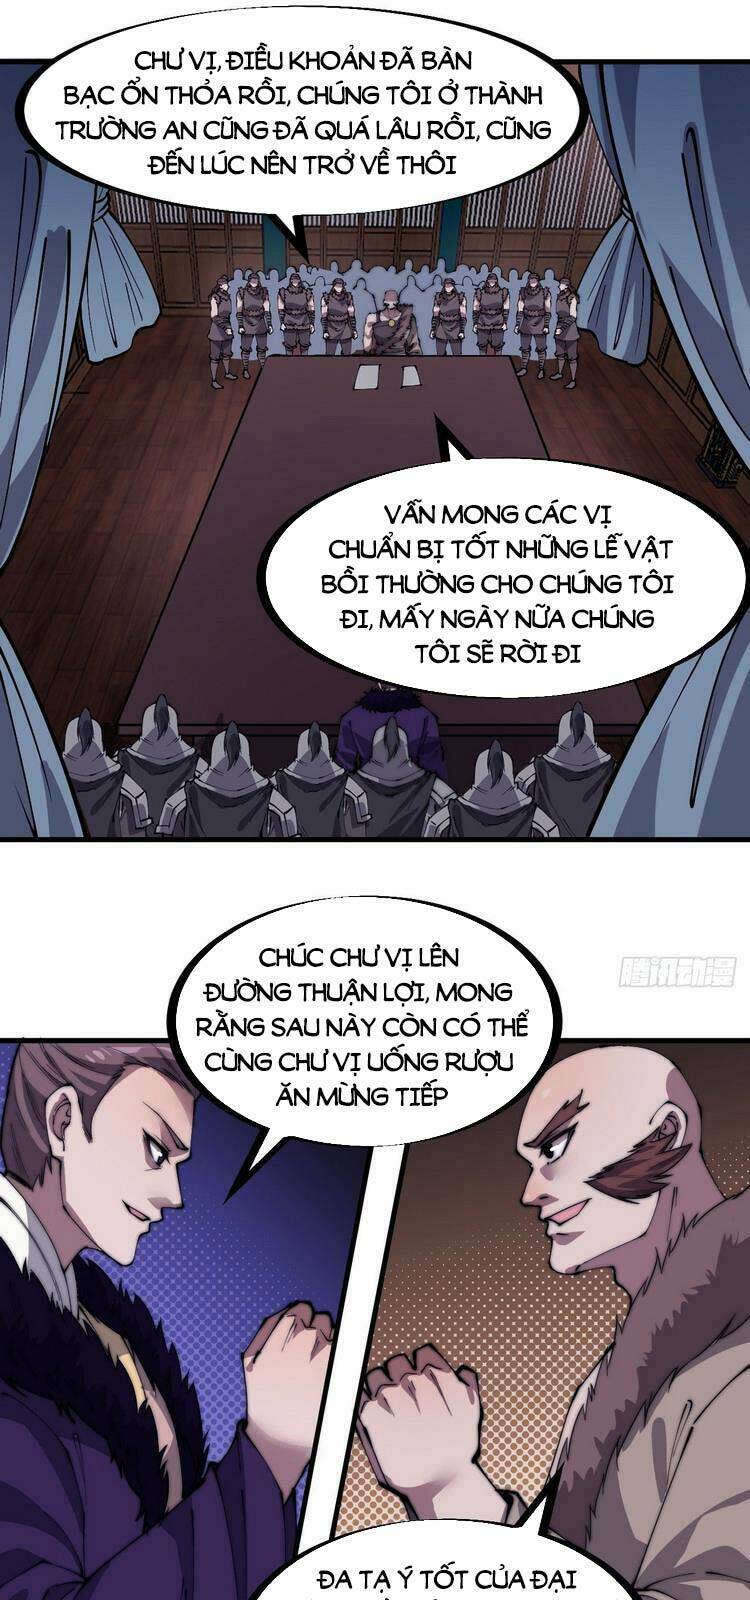 CHƯ VỊ, ĐIỀU KHOẢN ĐÃ BÀN
BẠC ỔN THỎA RỒI, CHÚNG TÔI Ở THÀNH
TRƯỜNG AN CŨNG ĐÃ QUÁ LÂU RỒI, CŨNG
ĐẾN LÚC NÊN TRỞ VỀ THÔI
VẪN MONG CÁC VỊ
CHUẨN BỊ TỐT NHỮNG LỄ VẬT
BỒI THƯỜNG CHO CHÚNG TÔI
ĐI, MẤY NGÀY NỮA CHÚNG
TÔI SẼ RỜI ĐI
腾讯动漫
CHÚC CHƯ VỊ LÊN
ĐƯỜNG THUẬN LỢI, MONG
RẰNG SAU NÀY CÒN CÓ THỂ
CÙNG CHƯ VỊ UỐNG RƯỢU
ĂN MỪNG TIẾP
ĐA TẠ Ý TỐT CỦA ĐẠI